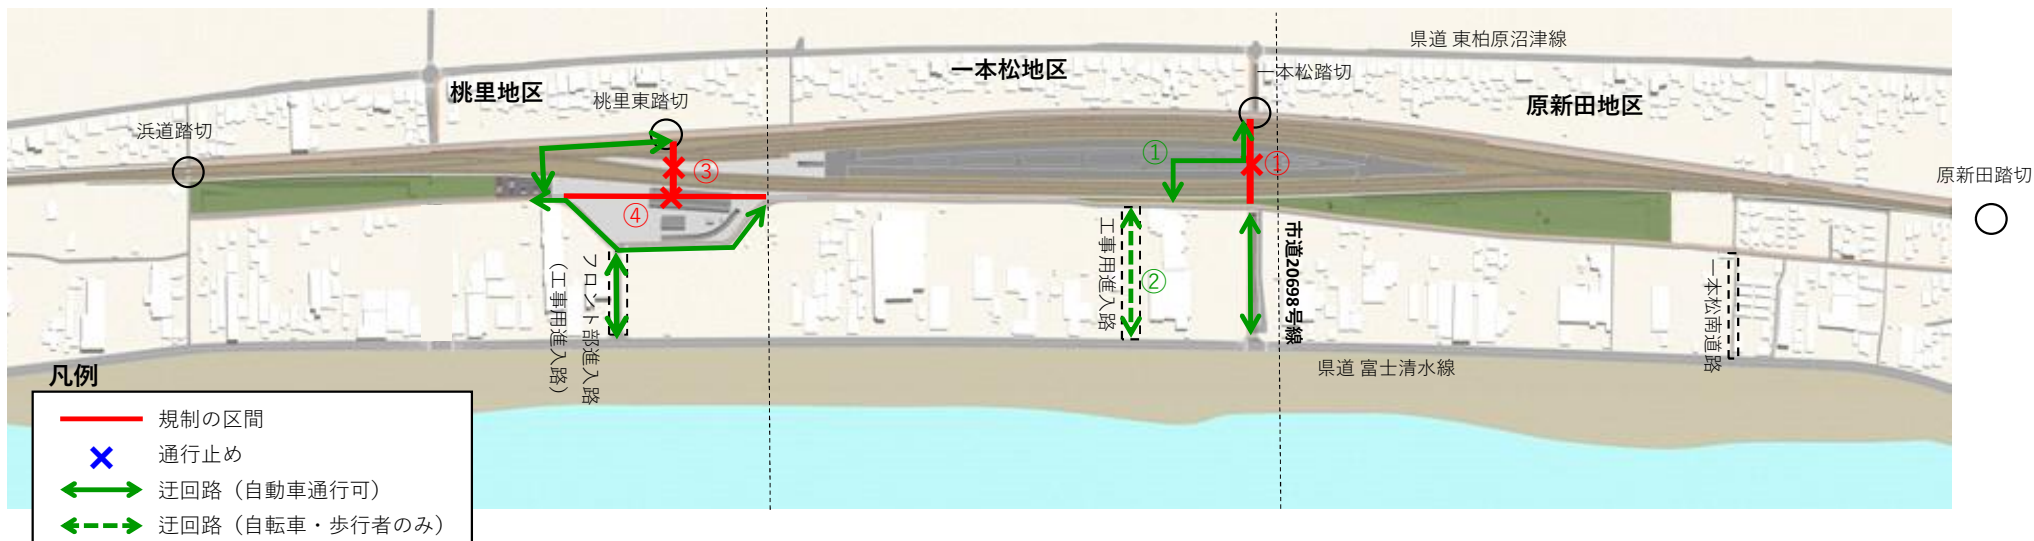 県道 東柏原沼津線
一本松地区
一本松踏切
桃里地区
桃里東踏切
原新田地区
浜道踏切
①
①
③
原新田踏切
④
市道20698号線
工事用進入路
②
フロント部進入路
（工事用進入路）
一本松南道路
県道 富士清水線
凡例
規制の区間
通行止め
迂回路（自動車通行可）
迂回路（自転車・歩行者のみ）